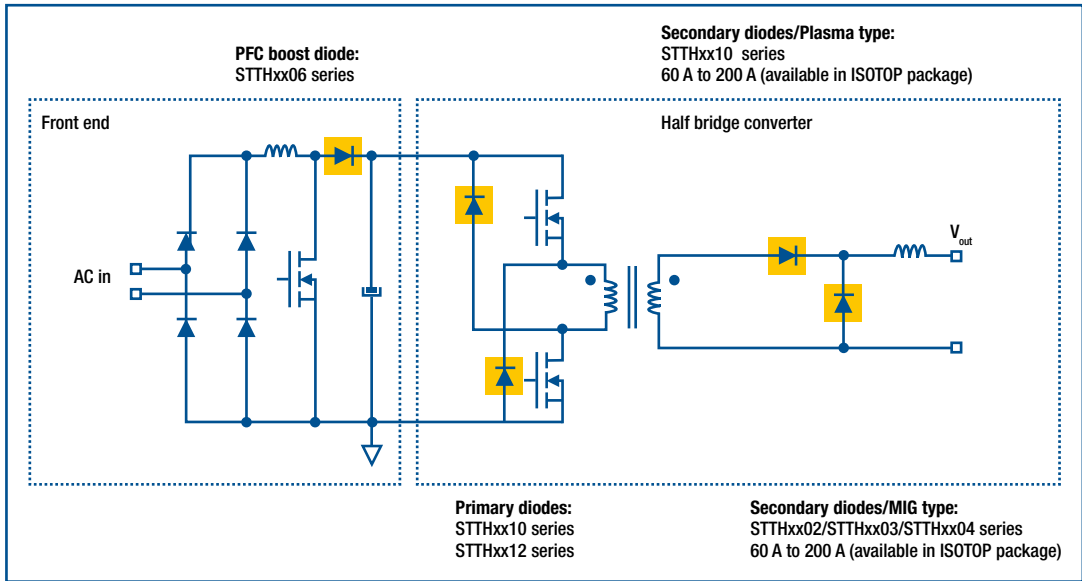 PFC boost diode:
STTHxx06 series
Secondary diodes/Plasma type:
STTHxx10 series
60 A to 200 A (available in ISOTOP package)
Front end
Half bridge converter
AC in
Vout
Primary diodes:
STTHxx10 series
STTHxx12 series
Secondary diodes/MIG type:
STTHxx02/STTHxx03/STTHxx04 series
60 A to 200 A (available in ISOTOP package)